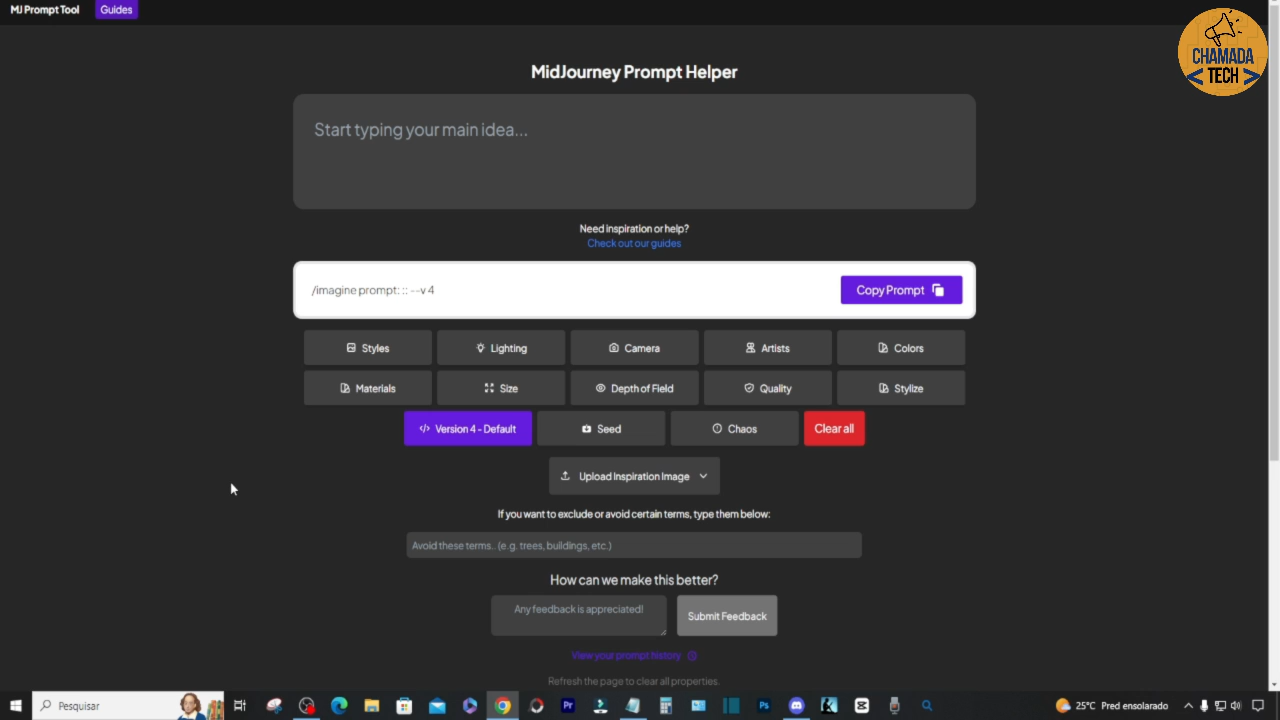 MJ Prompt Tool
Guides
CHAMADA
< TECH >
MidJourney Prompt Helper
Start typing your main idea...
Need inspiration or help?
Check out our guides
/imagine prompt: :: --v 4
Copy Prompt
Styles
Lighting
Camera
Artists
Colors
Materials
Size
Depth of Field
Quality
Stylize
</> Version 4 - Default
Seed
Chaos
Clear all
Upload Inspiration Image
If you want to exclude or avoid certain terms, type them below:
Avoid these terms.. (e.g. trees, buildings, etc.)
How can we make this better?
Any feedback is appreciated!
Submit Feedback
View your prompt history
Refresh the page to clear all properties.
Pesquisar
25°C Pred ensolarado